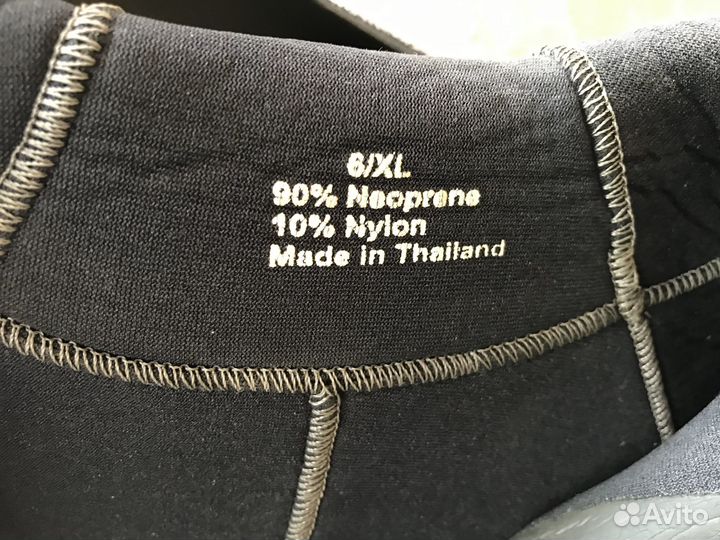 6/XL
90% Neoprene
10% Nylon
Made in Thailand
Avito